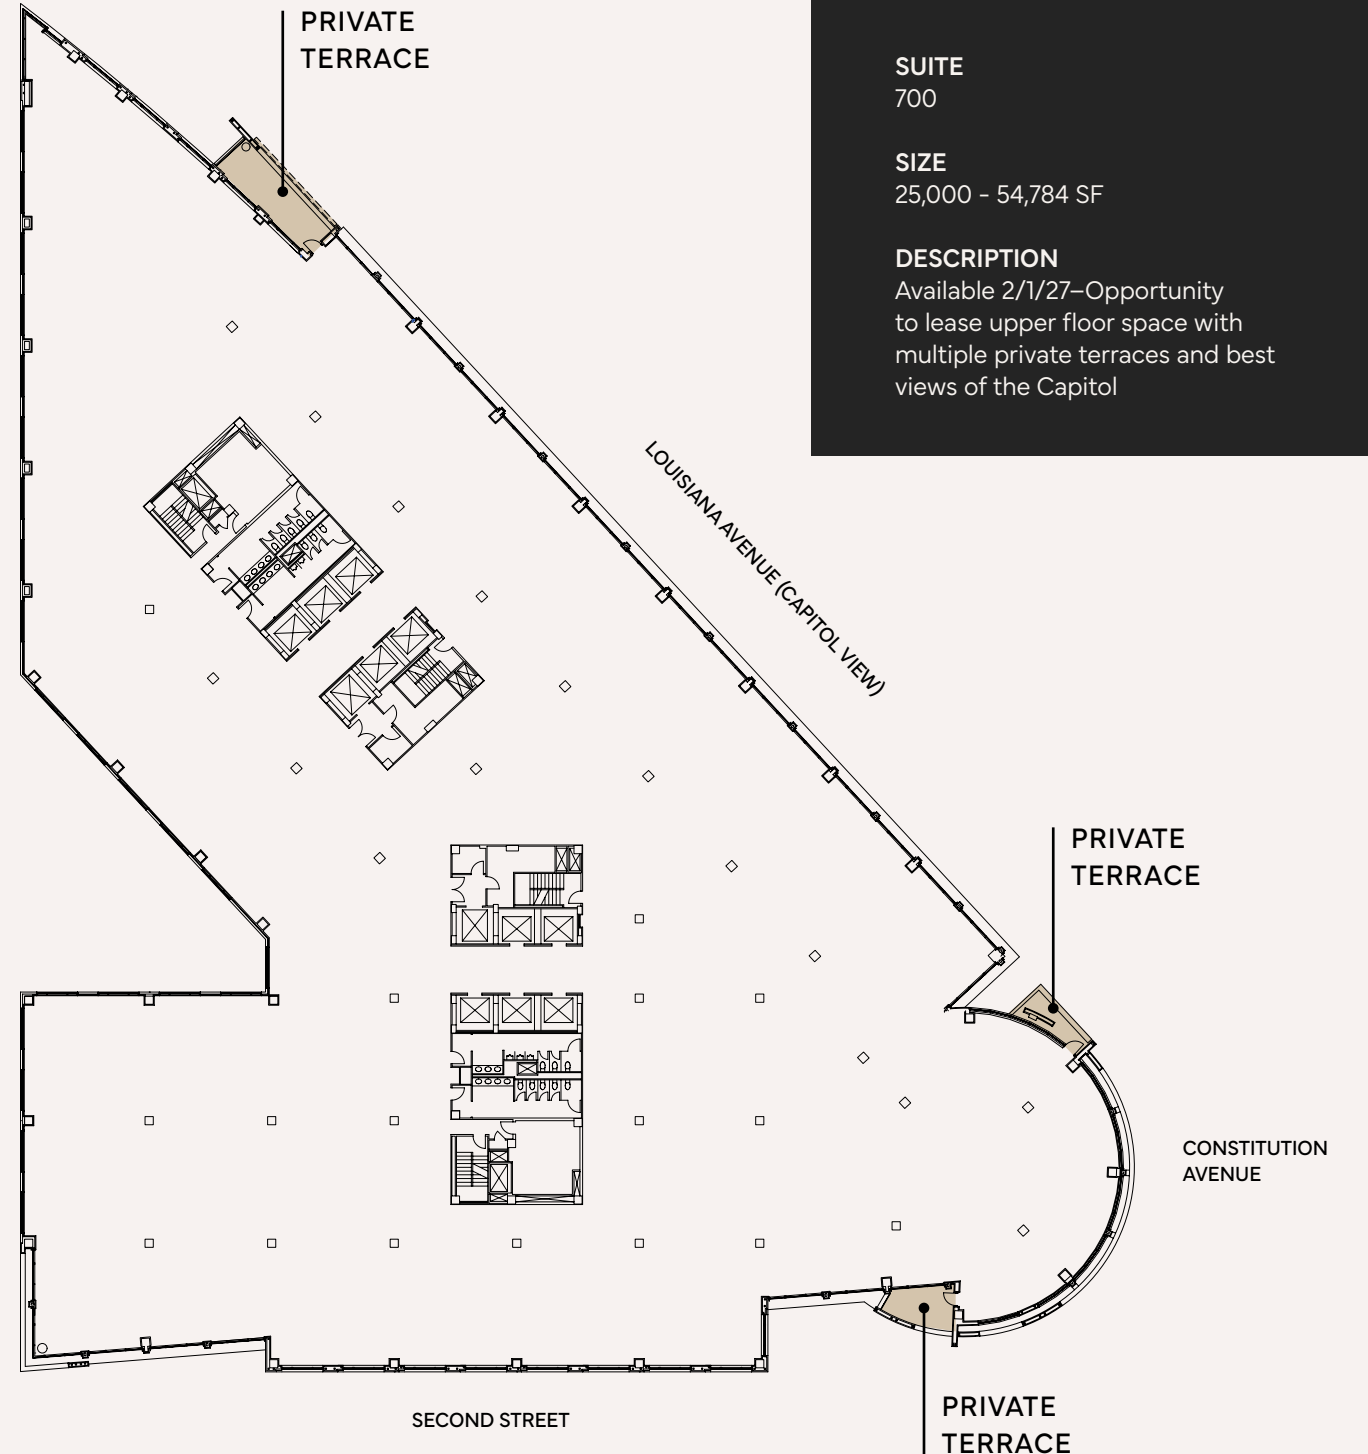 PRIVATE
TERRACE
SUITE
700
SIZE
25,000 - 54,784 SF
DESCRIPTION
Available 2/1/27–Opportunity
to lease upper floor space with
multiple private terraces and best
views of the Capitol
LOUISIANA AVENUE (CAPITOL VIEW)
PRIVATE
TERRACE
CONSTITUTION
AVENUE
SECOND STREET
PRIVATE
TERRACE